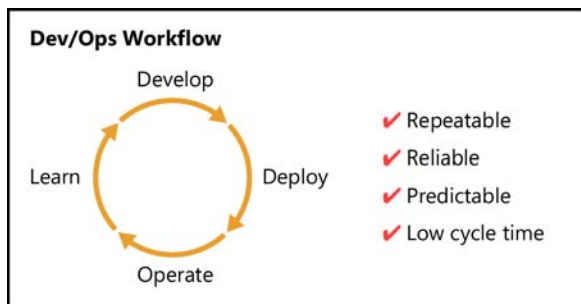 Dev/Ops Workflow
Develop
Learn
Deploy
Operate
Repeatable
Reliable
Predictable
Low cycle time